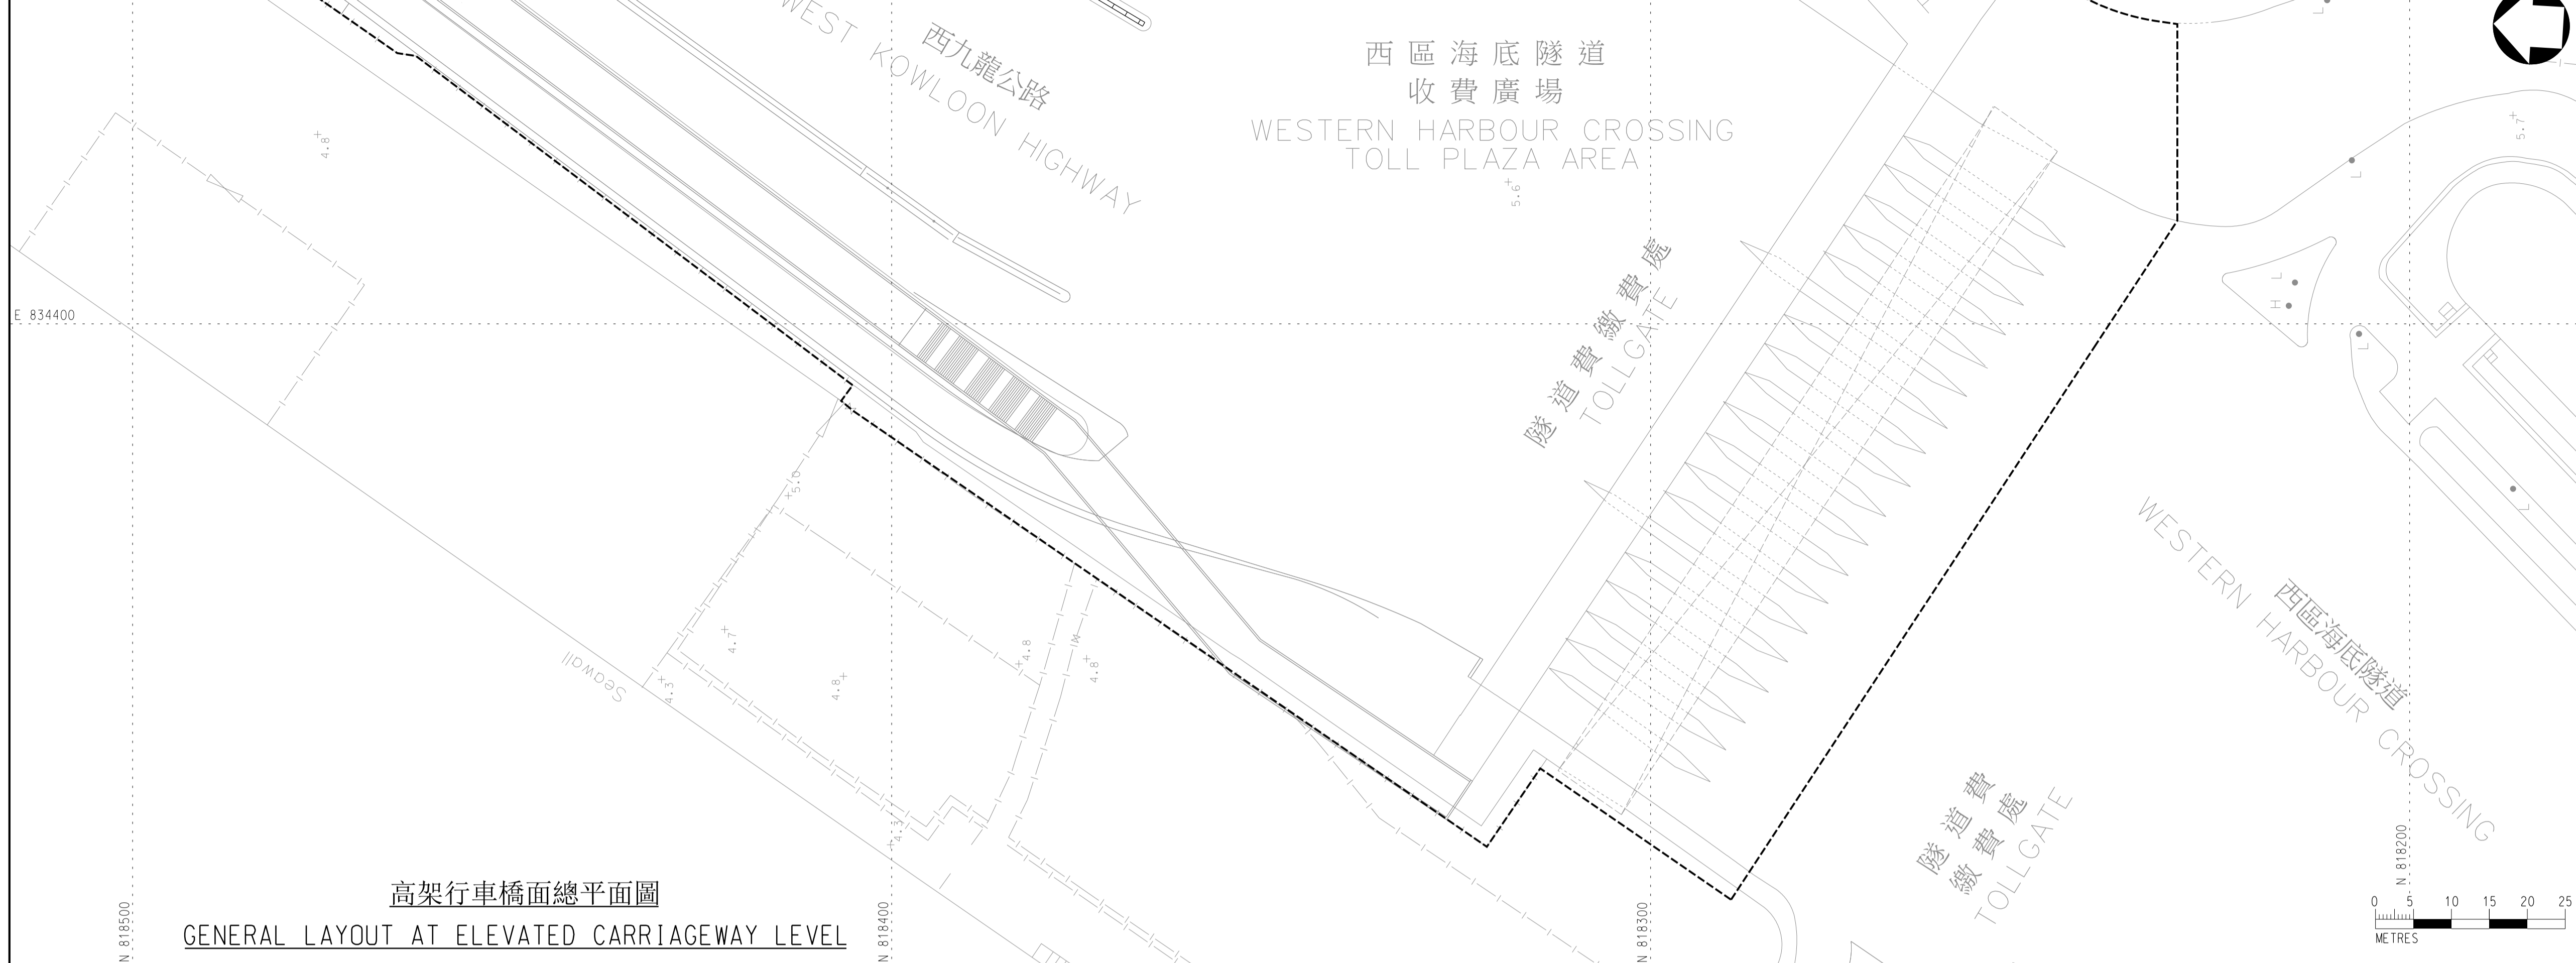 西九龍公路
WEST KOWLOON HIGHWAY
西區海底隧道
收費廣場
WESTERN HARBOUR CROSSING
TOLL PLAZA AREA
5.6
5.7
4.8
E 834400
隧道費繳費處
TOLLGATE
L
L
L
H
L
L
5.0
4.7
4.3
4.8
4.8
4.8
4.3
Seawall
西區海底隧道
WESTERN HARBOUR CROSSING
隧道費
繳費處
TOLLGATE
高架行車橋面總平面圖
GENERAL LAYOUT AT ELEVATED CARRIAGEWAY LEVEL
N 818500
N 818400
N 818300
N 818200
0 5 10 15 20 25
METRES